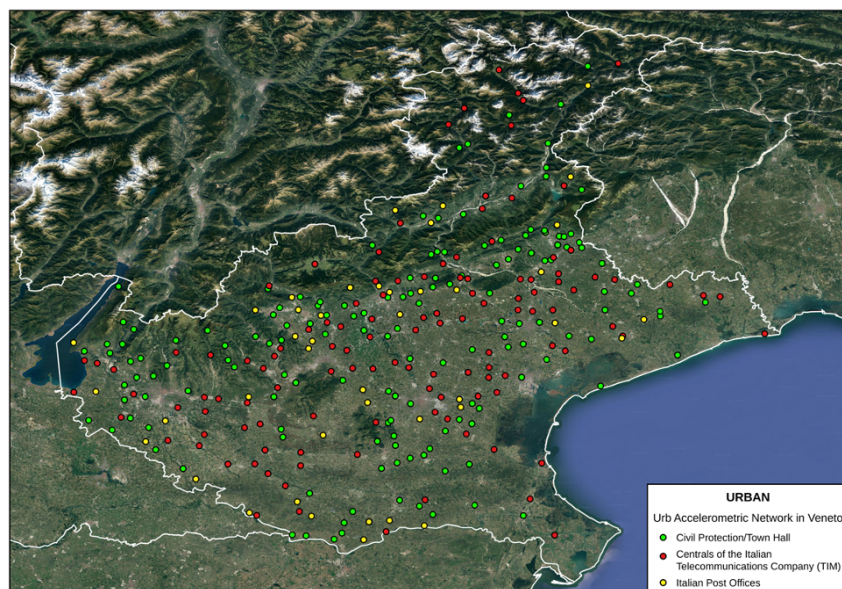 URBAN
Urb Accelerometric Network in Veneto
Civil Protection/Town Hall
Centrals of the Italian
Telecommunications Company (TIM)
Italian Post Offices